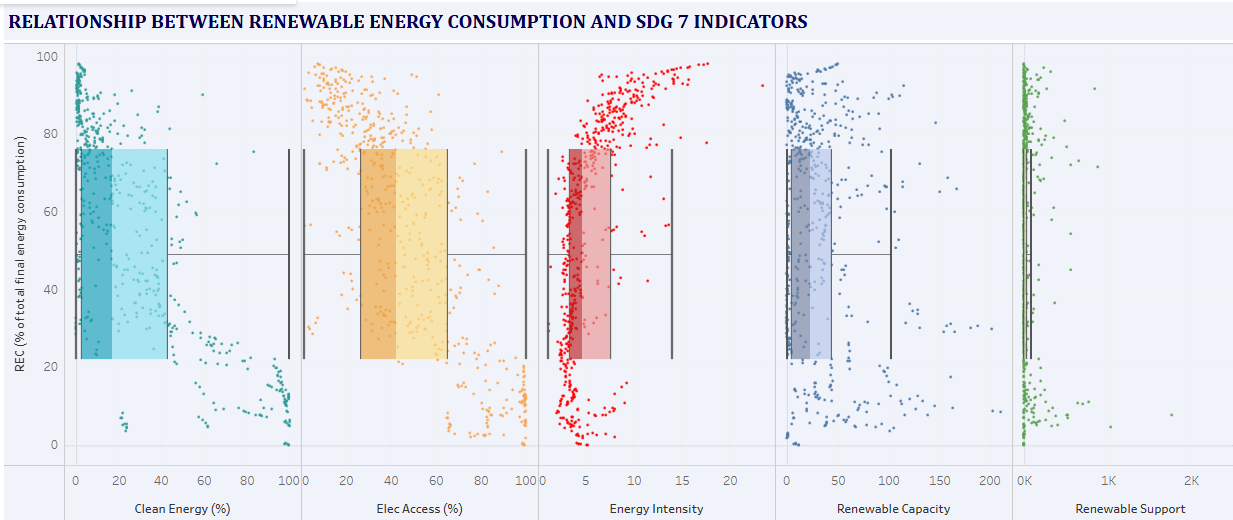 RELATIONSHIP BETWEEN RENEWABLE ENERGY CONSUMPTION AND SDG 7 INDICATORS
REC (% of total final energy consumption)
100
80
60
40
20
0
0 20 40 60 80 100 0 20 40 60 80 100 0 5 10 15 20 0 50 100 150 200 0K 1K 2K
Clean Energy (%) Elec Access (%) Energy Intensity Renewable Capacity Renewable Support